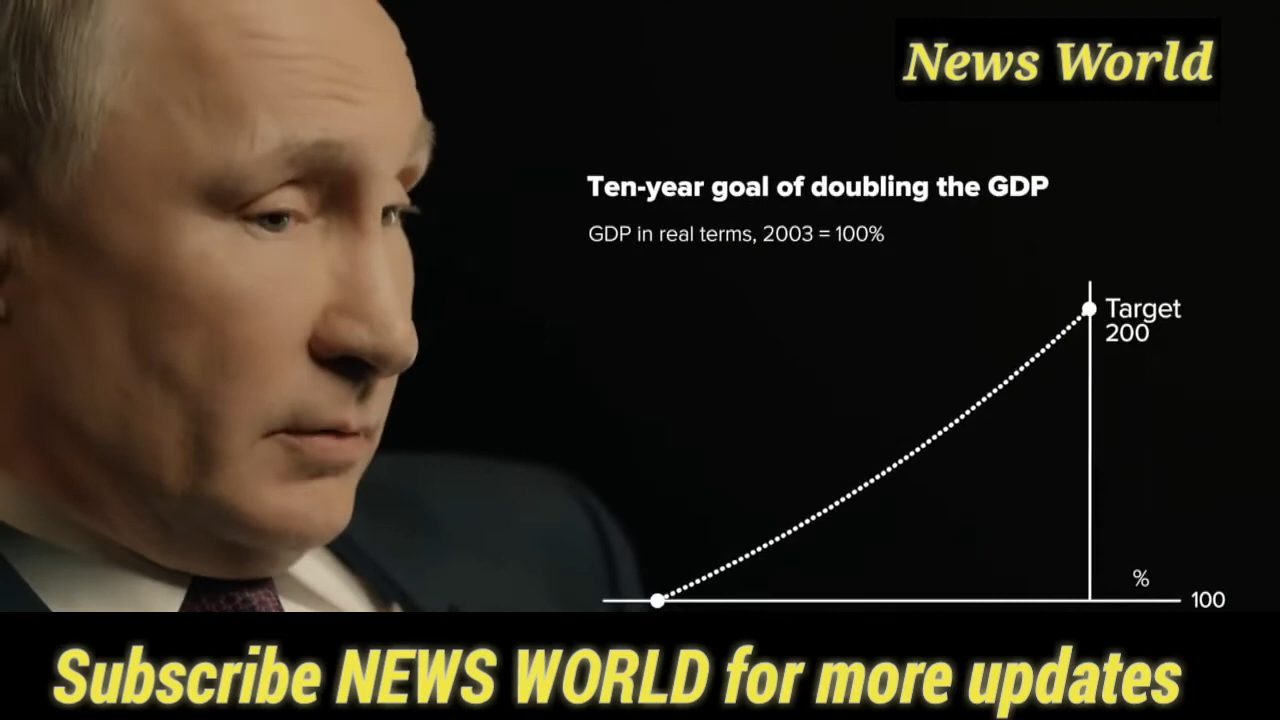 News World
Ten-year goal of doubling the GDP
GDP in real terms, 2003 = 100%
Target
200
%
100
Subscribe NEWS WORLD for more updates